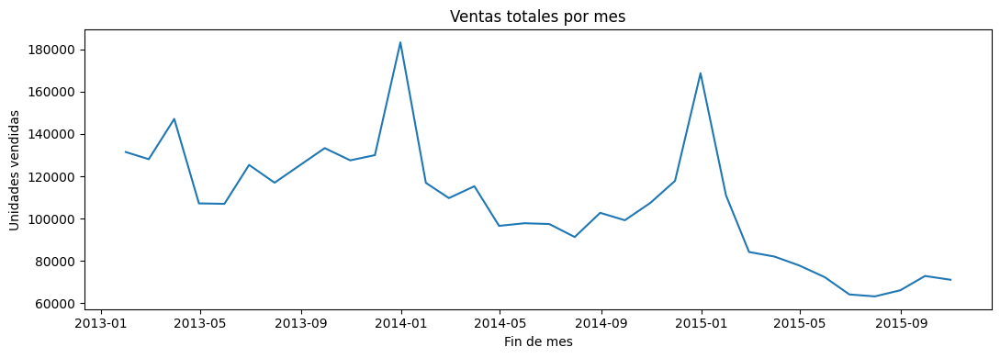 Ventas totales por mes
Unidades vendidas
180000
160000
140000
120000
100000
80000
60000
2013-01 2013-05 2013-09 2014-01 2014-05 2014-09 2015-01 2015-05 2015-09
Fin de mes